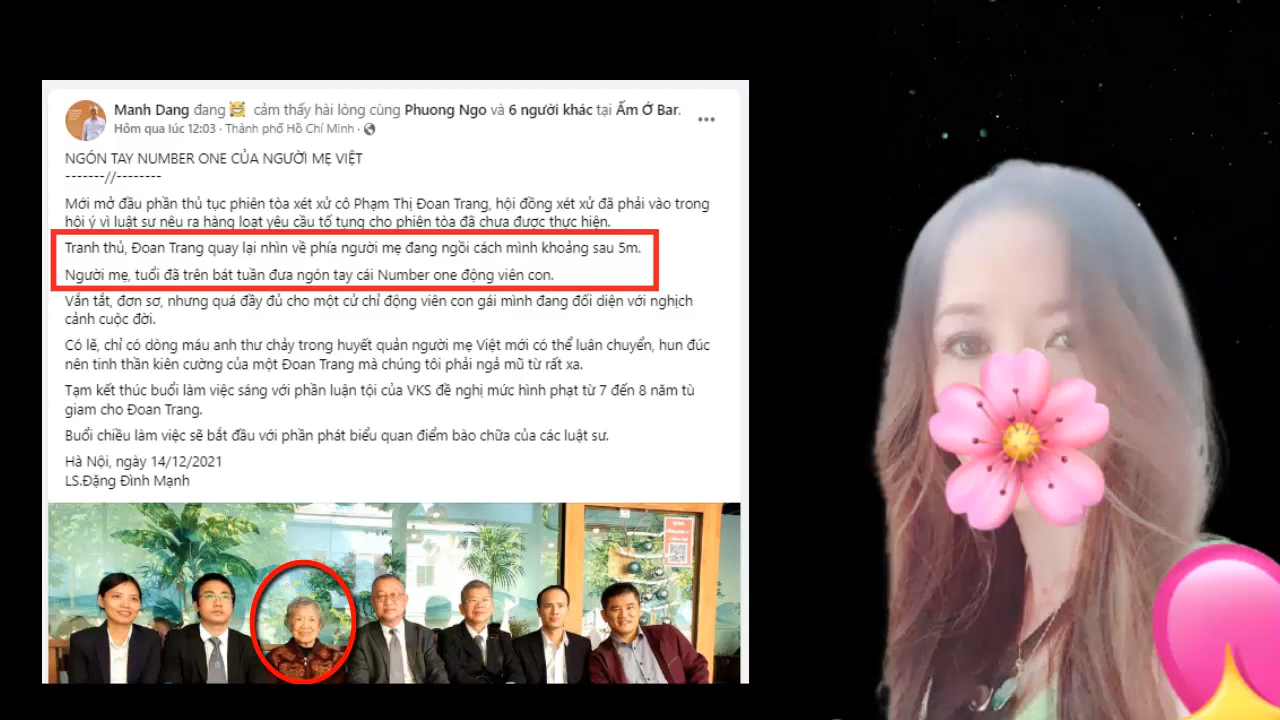 Manh Dang đang cảm thấy hài lòng cùng Phuong Ngo và 6 người khác tại Ấm Ớ Bar.
Hôm qua lúc 12:03 · Thành phố Hồ Chí Minh ·
NGÓN TAY NUMBER ONE CỦA NGƯỜI MẸ VIỆT
-------//--------
Mới mở đầu phần thủ tục phiên tòa xét xử cô Phạm Thị Đoan Trang, hội đồng xét xử đã phải vào trong
hội ý vì luật sư nêu ra hàng loạt yêu cầu tố tụng cho phiên tòa đã chưa được thực hiện.
Tranh thủ, Đoan Trang quay lại nhìn về phía người mẹ đang ngồi cách mình khoảng sau 5m.
Người mẹ, tuổi đã trên bát tuần đưa ngón tay cái Number one động viên con.
Vắn tắt, đơn sơ, nhưng quá đầy đủ cho một cử chỉ động viên con gái mình đang đối diện với nghịch
cảnh cuộc đời.
Có lẽ, chỉ có dòng máu anh thư chảy trong huyết quản người mẹ Việt mới có thể luân chuyển, hun đúc
nên tinh thần kiên cường của một Đoan Trang mà chúng tôi phải ngả mũ từ rất xa.
Tạm kết thúc buổi làm việc sáng với phần luận tội của VKS đề nghị mức hình phạt từ 7 đến 8 năm tù
giam cho Đoan Trang.
Buổi chiều làm việc sẽ bắt đầu với phần phát biểu quan điểm bào chữa của các luật sư.
Hà Nội, ngày 14/12/2021
LS.Đặng Đình Mạnh